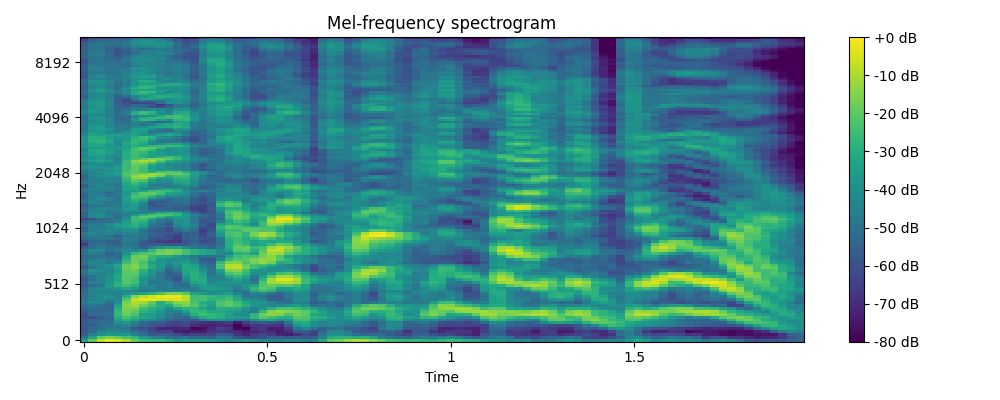 Mel-frequency spectrogram
8192
4096
2048
1024
512
0
Hz
0
0.5
1
1.5
Time
+0 dB
-10 dB
-20 dB
-30 dB
-40 dB
-50 dB
-60 dB
-70 dB
-80 dB